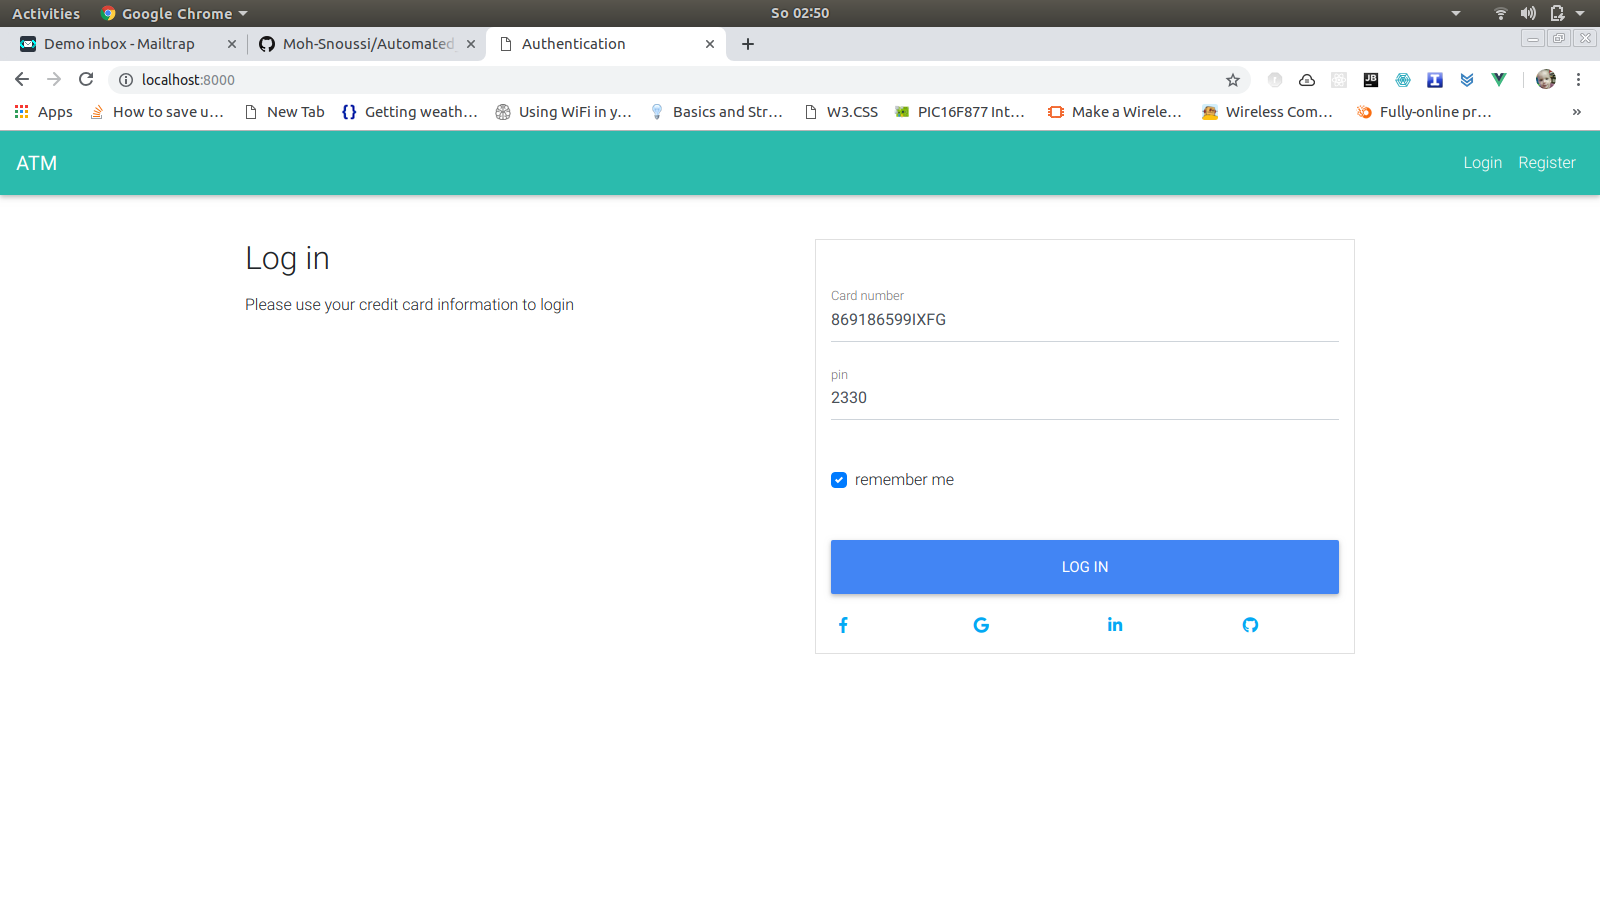 Activities Google Chrome So 02:50
Demo inbox - Mailtrap Moh-Snoussi/Automated Authentication
localhost:8000 JB
Apps How to save u... New Tab Getting weath... Using WiFi in y... Basics and Str... W3.CSS PIC16F877 Int... Make a Wirele... Wireless Com... Fully-online pr... »
ATM Login Register
Log in
Please use your credit card information to login
Card number
869186599IXFG
pin
2330
remember me
LOG IN